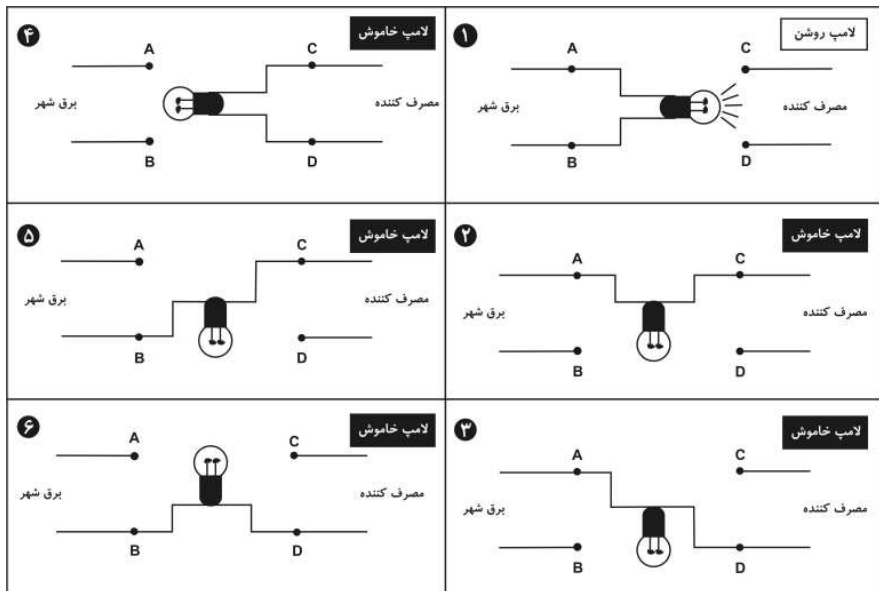 ۱
لامپ روشن
A
C
برق شهر
مصرف کننده
B
D
۲
لامپ خاموش
A
C
برق شهر
مصرف کننده
B
D
۳
لامپ خاموش
A
C
برق شهر
مصرف کننده
B
D
۴
لامپ خاموش
A
C
برق شهر
مصرف کننده
B
D
۵
لامپ خاموش
A
C
برق شهر
مصرف کننده
B
D
۶
لامپ خاموش
A
C
برق شهر
مصرف کننده
B
D